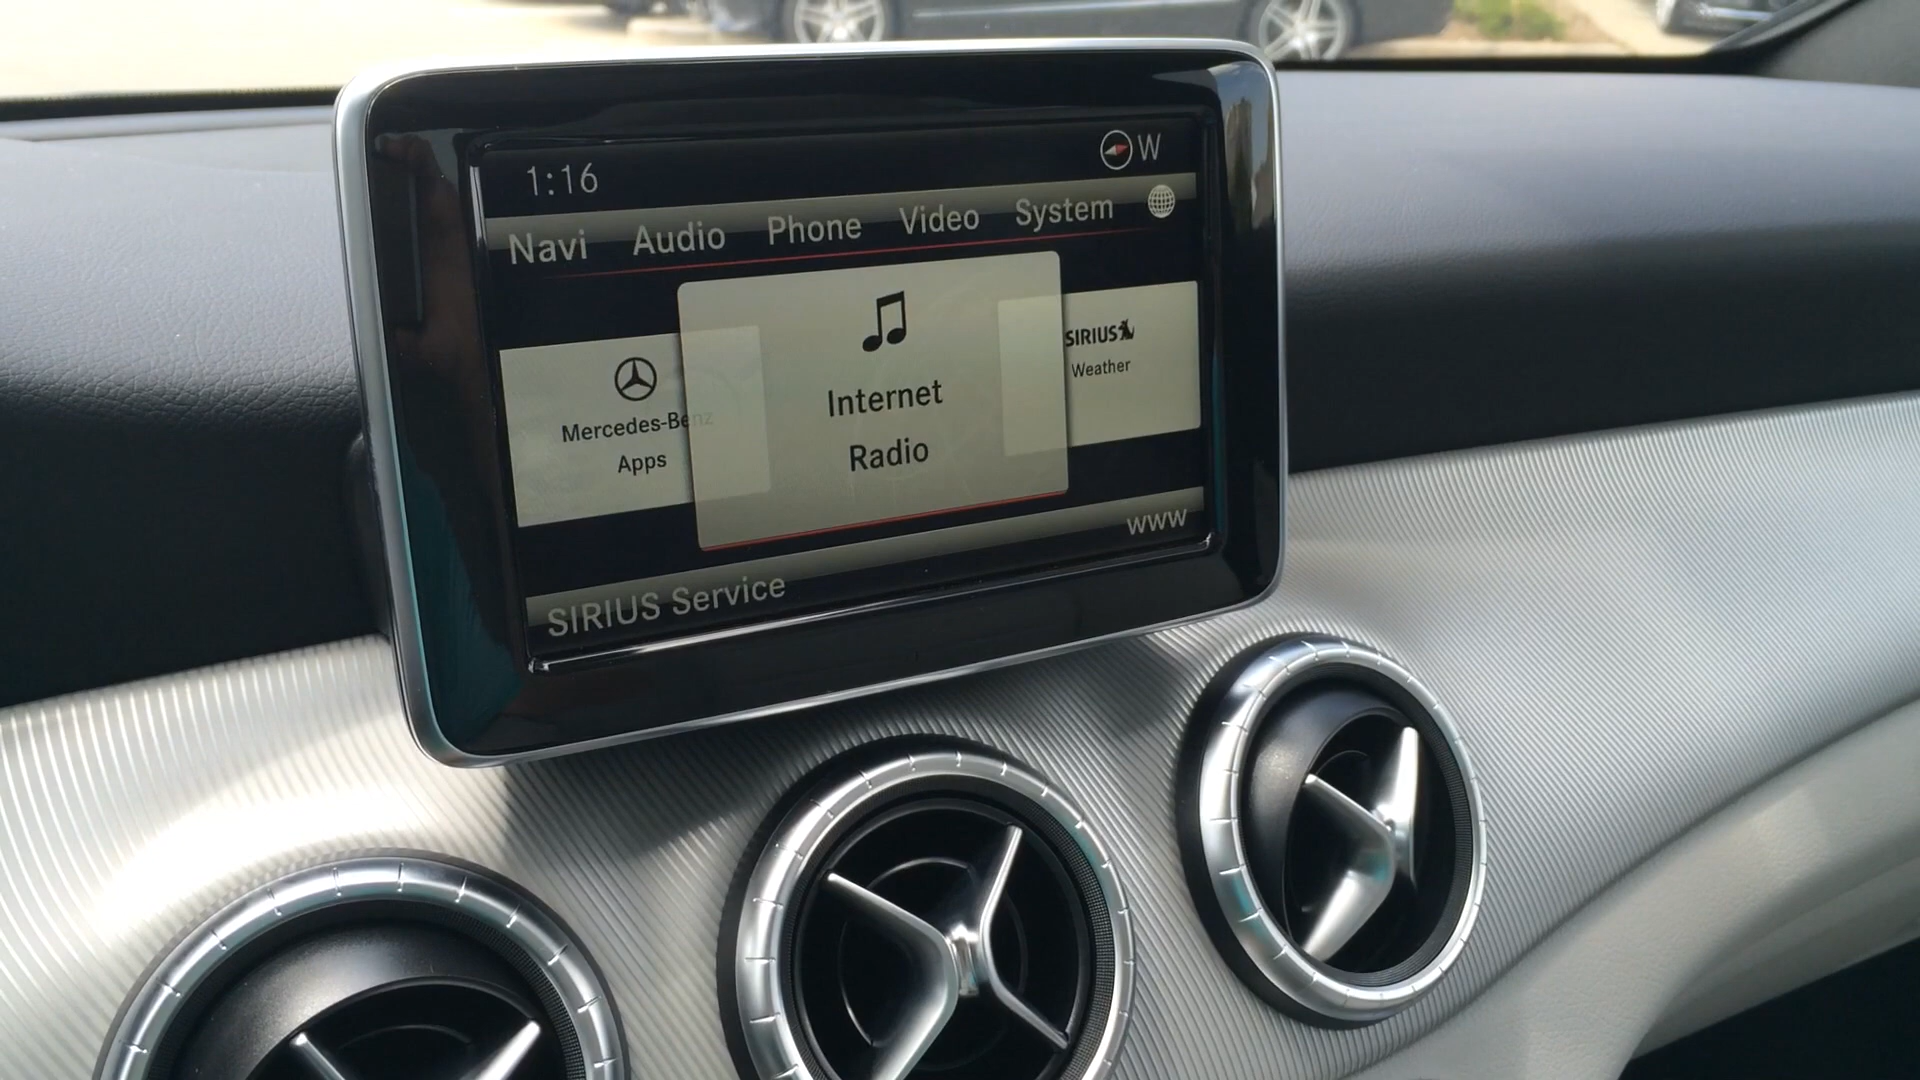 1:16
W
Navi Audio Phone Video System
Mercedes-Benz
Apps
Internet
Radio
SIRIUS
Weather
SIRIUS Service
www